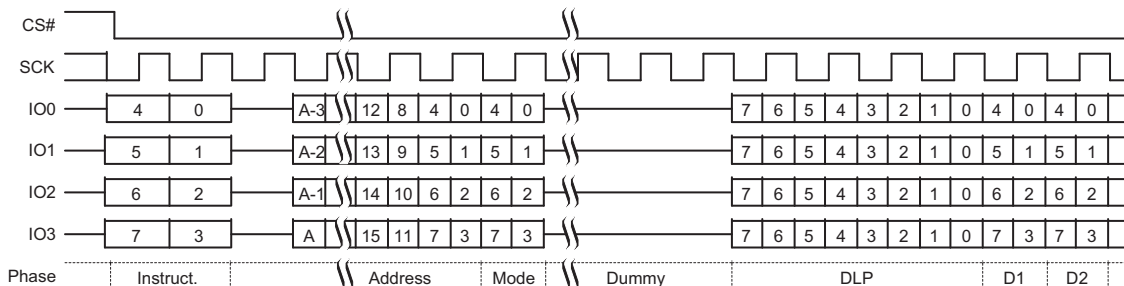 CS#
SCK
IO0 4 0 A-3 12 8 4 0 4 0 7 6 5 4 3 2 1 0 4 0 4 0
IO1 5 1 A-2 13 9 5 1 5 1 7 6 5 4 3 2 1 0 5 1 5 1
IO2 6 2 A-1 14 10 6 2 6 2 7 6 5 4 3 2 1 0 6 2 6 2
IO3 7 3 A 15 11 7 3 7 3 7 6 5 4 3 2 1 0 7 3 7 3
Phase Instruct. Address Mode Dummy DLP D1 D2